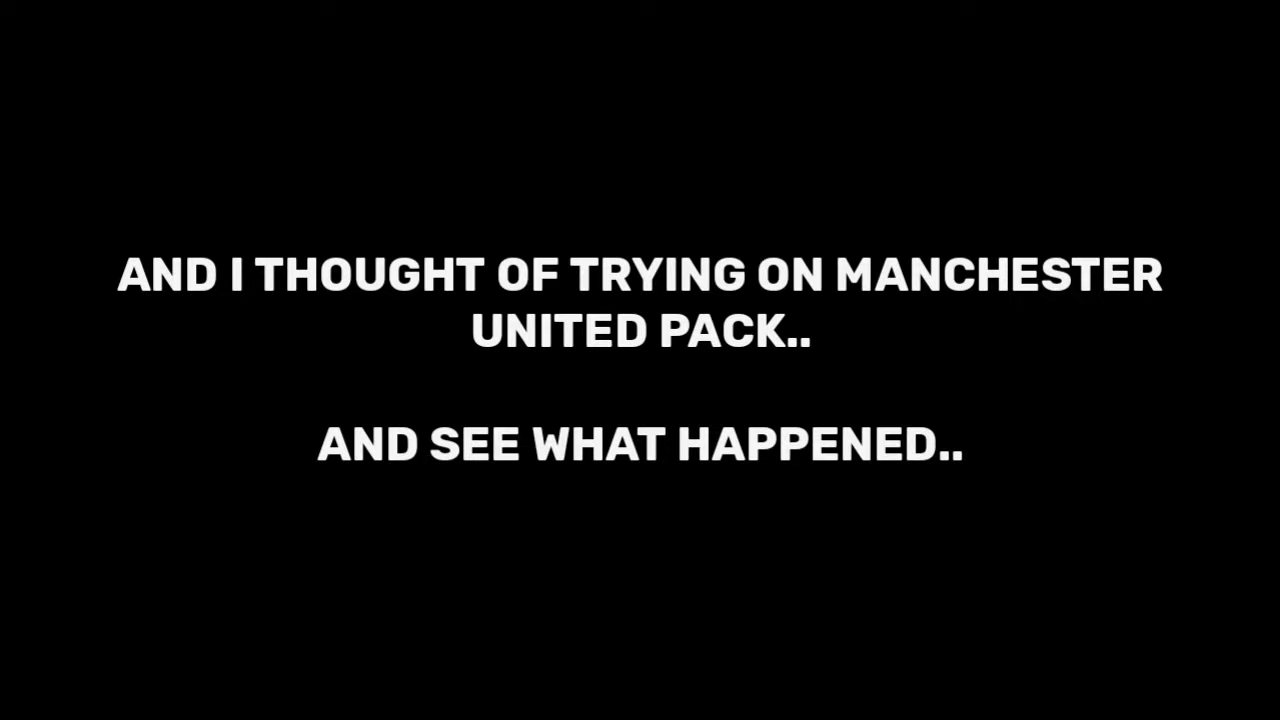 AND I THOUGHT OF TRYING ON MANCHESTER
UNITED PACK..
AND SEE WHAT HAPPENED..